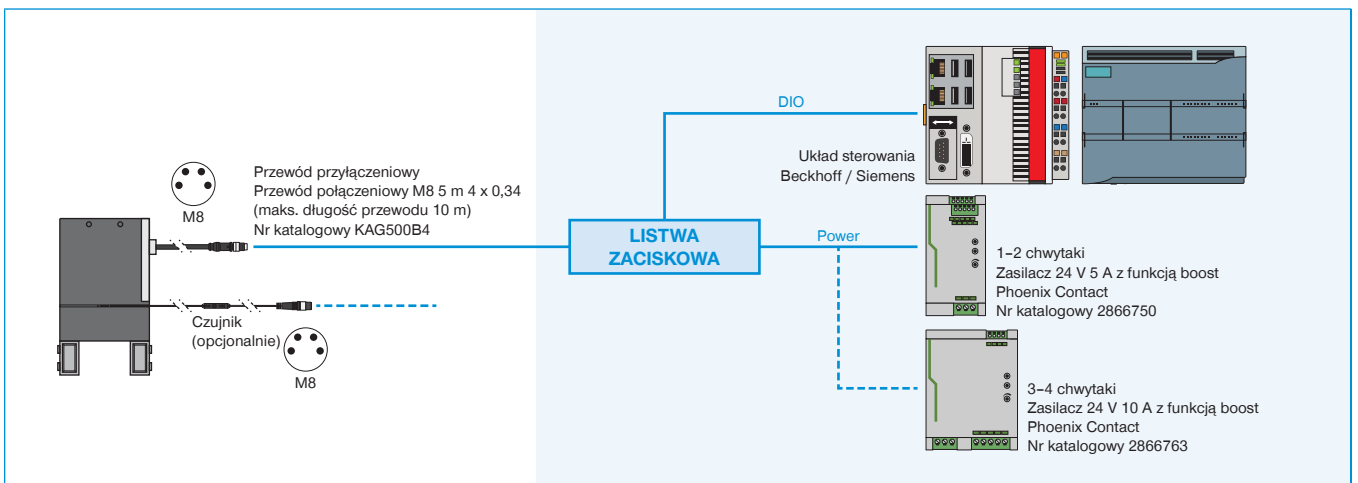 M8
Przewód przyłączeniowy
Przewód połączeniowy M8 5 m 4 x 0,34
(maks. długość przewodu 10 m)
Nr katalogowy KAG500B4
Czujnik
(opcjonalnie)
M8
LISTWA
ZACISKOWA
DIO
Układ sterowania
Beckhoff / Siemens
Power
1–2 chwytaki
Zasilacz 24 V 5 A z funkcją boost
Phoenix Contact
Nr katalogowy 2866750
3–4 chwytaki
Zasilacz 24 V 10 A z funkcją boost
Phoenix Contact
Nr katalogowy 2866763